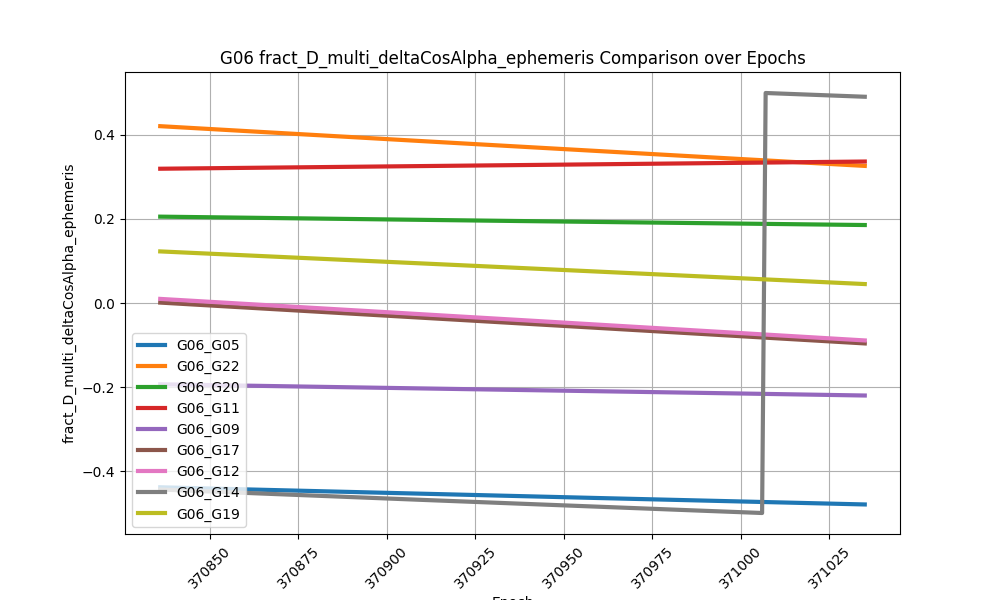 G06 fract_D_multi_deltaCosAlpha_ephemeris Comparison over Epochs
fract_D_multi_deltaCosAlpha_ephemeris
0.4
0.2
0.0
−0.2
−0.4
G06_G05
G06_G22
G06_G20
G06_G11
G06_G09
G06_G17
G06_G12
G06_G14
G06_G19
370850
370875
370900
370925
370950
370975
371000
371025
Epoch